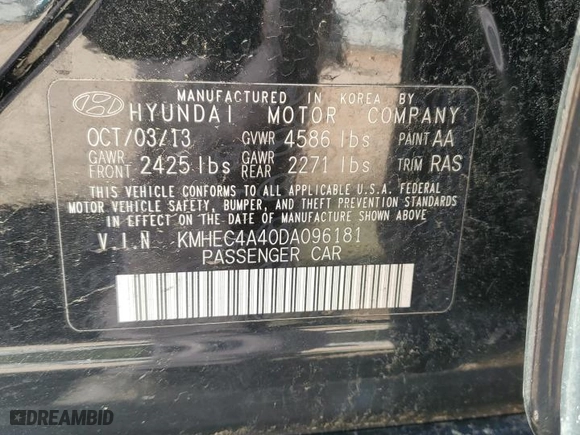 MANUFACTURED IN KOREA BY
HYUNDAI MOTOR COMPANY
OCT/03/13 GVWR 4586 lbs PAINT AA
GAWR FRONT 2425 lbs GAWR REAR 2271 lbs TRIM RAS
THIS VEHICLE CONFORMS TO ALL APPLICABLE U.S.A. FEDERAL
MOTOR VEHICLE SAFETY, BUMPER, AND THEFT PREVENTION STANDARDS
IN EFFECT ON THE DATE OF MANUFACTURE SHOWN ABOVE.
V.I.N KMHEC4A40DA096181
PASSENGER CAR
DREAMBID